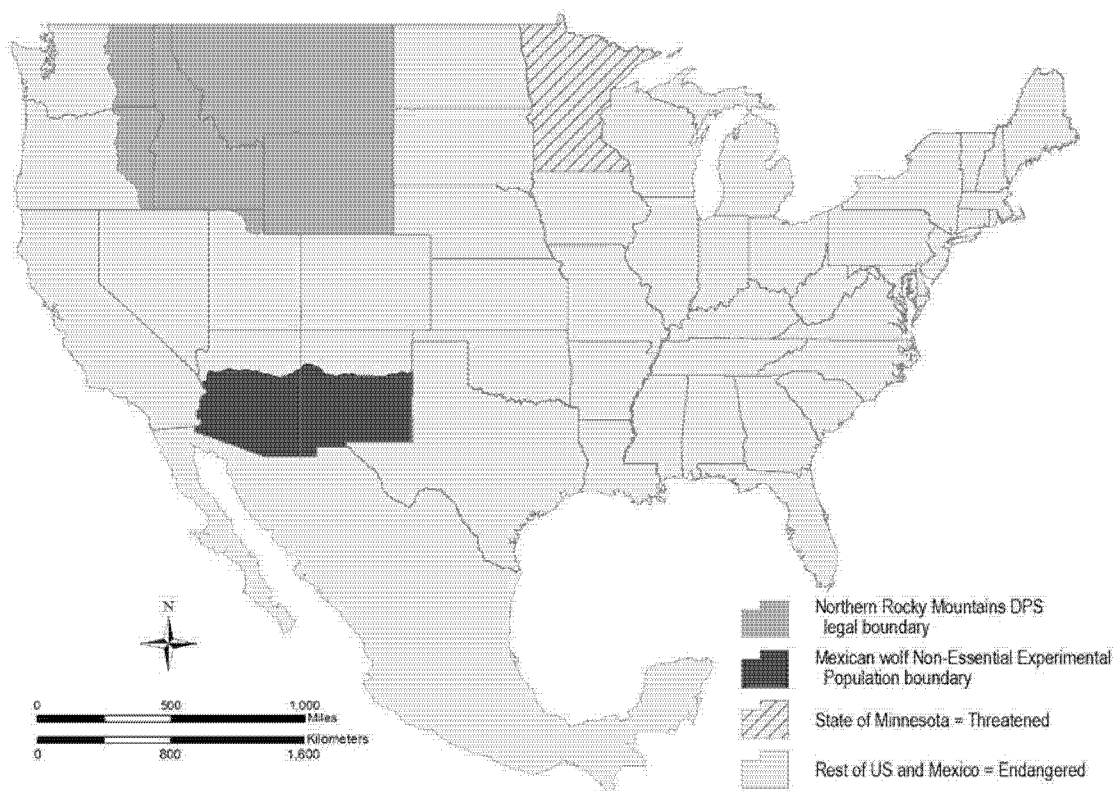 Northern Rocky Mountains DPS
legal boundary
N
Mexican wolf Non-Essential Experimental
Population boundary
0 500 1,000
Miles
State of Minnesota = Threatened
Kilometers
0 800 1,600
Rest of US and Mexico = Endangered